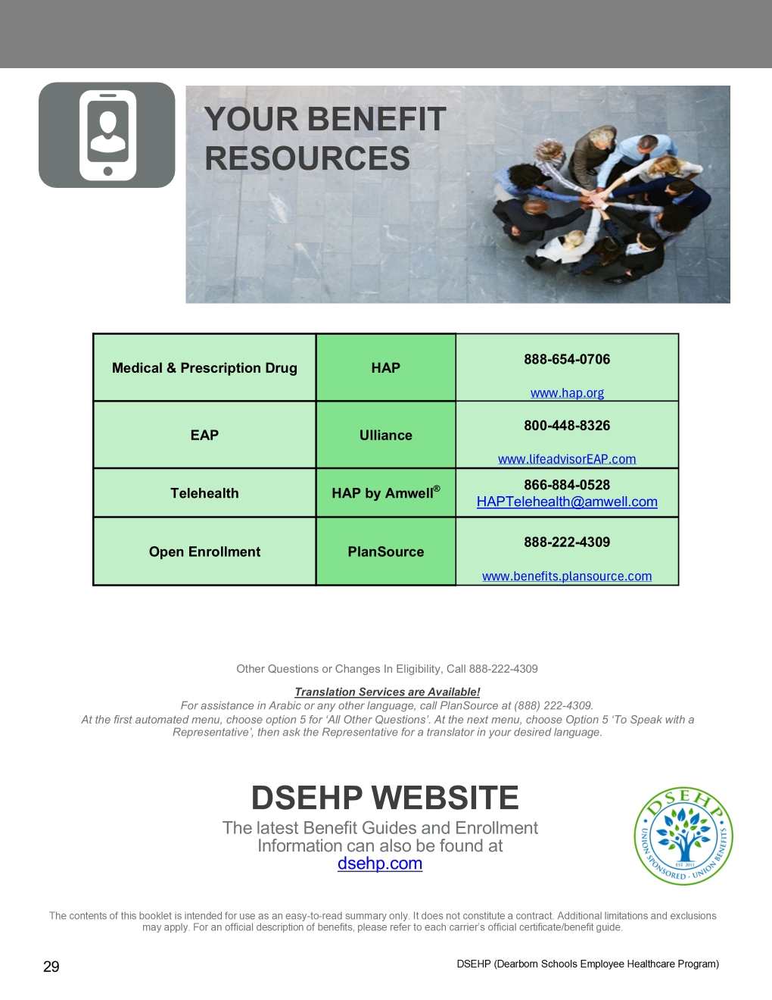 YOUR BENEFIT
RESOURCES
Medical & Prescription Drug
HAP
888-654-0706
www.hap.org
EAP
Ulliance
800-448-8326
www.lifeadvisorEAP.com
Telehealth
HAP by Amwell®
866-884-0528
HAPTelehealth@amwell.com
Open Enrollment
PlanSource
888-222-4309
www.benefits.plansource.com
Other Questions or Changes In Eligibility, Call 888-222-4309
Translation Services are Available!
For assistance in Arabic or any other language, call PlanSource at (888) 222-4309.
At the first automated menu, choose option 5 for ‘All Other Questions’. At the next menu, choose Option 5 ‘To Speak with a
Representative’, then ask the Representative for a translator in your desired language.
DSEHP WEBSITE
The latest Benefit Guides and Enrollment
Information can also be found at
dsehp.com
DSEHP
EST 2011
UNION SPONSORED - UNION BENEFITS
The contents of this booklet is intended for use as an easy-to-read summary only. It does not constitute a contract. Additional limitations and exclusions
may apply. For an official description of benefits, please refer to each carrier’s official certificate/benefit guide.
29
DSEHP (Dearborn Schools Employee Healthcare Program)